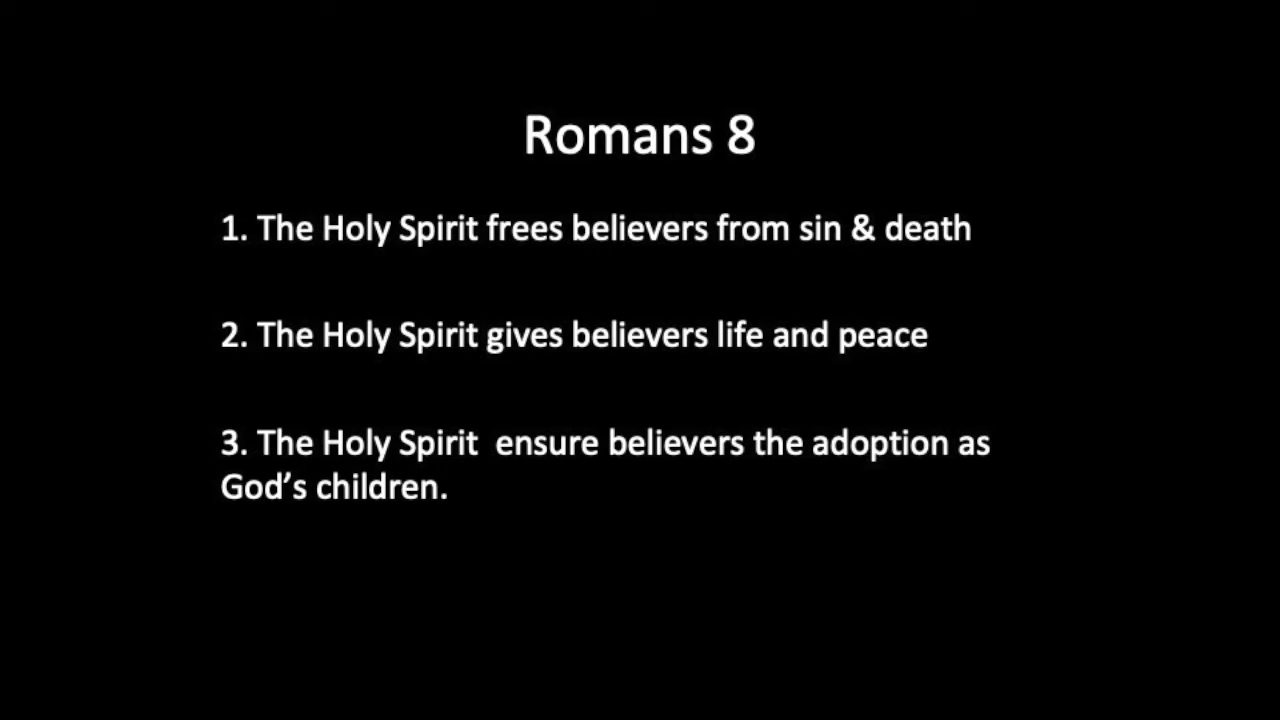 Romans 8
1. The Holy Spirit frees believers from sin & death
2. The Holy Spirit gives believers life and peace
3. The Holy Spirit  ensure believers the adoption as
God’s children.